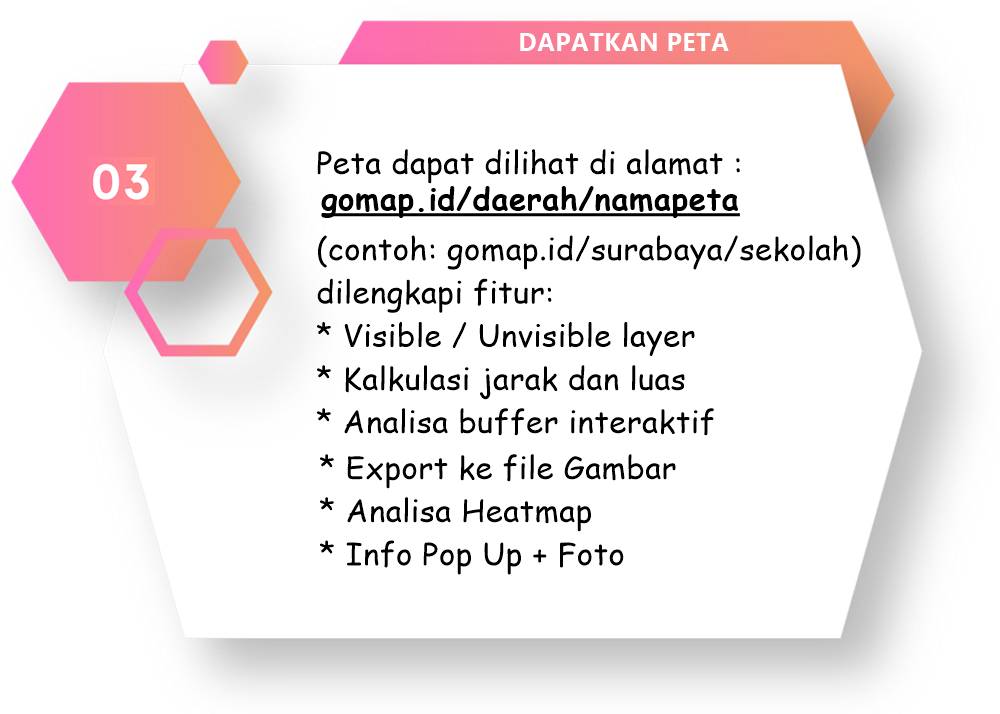 DAPATKAN PETA
03
Peta dapat dilihat di alamat :
gomap.id/daerah/namapeta
(contoh: gomap.id/surabaya/sekolah)
dilengkapi fitur:
* Visible / Unvisible layer
* Kalkulasi jarak dan luas
* Analisa buffer interaktif
* Export ke file Gambar
* Analisa Heatmap
* Info Pop Up + Foto